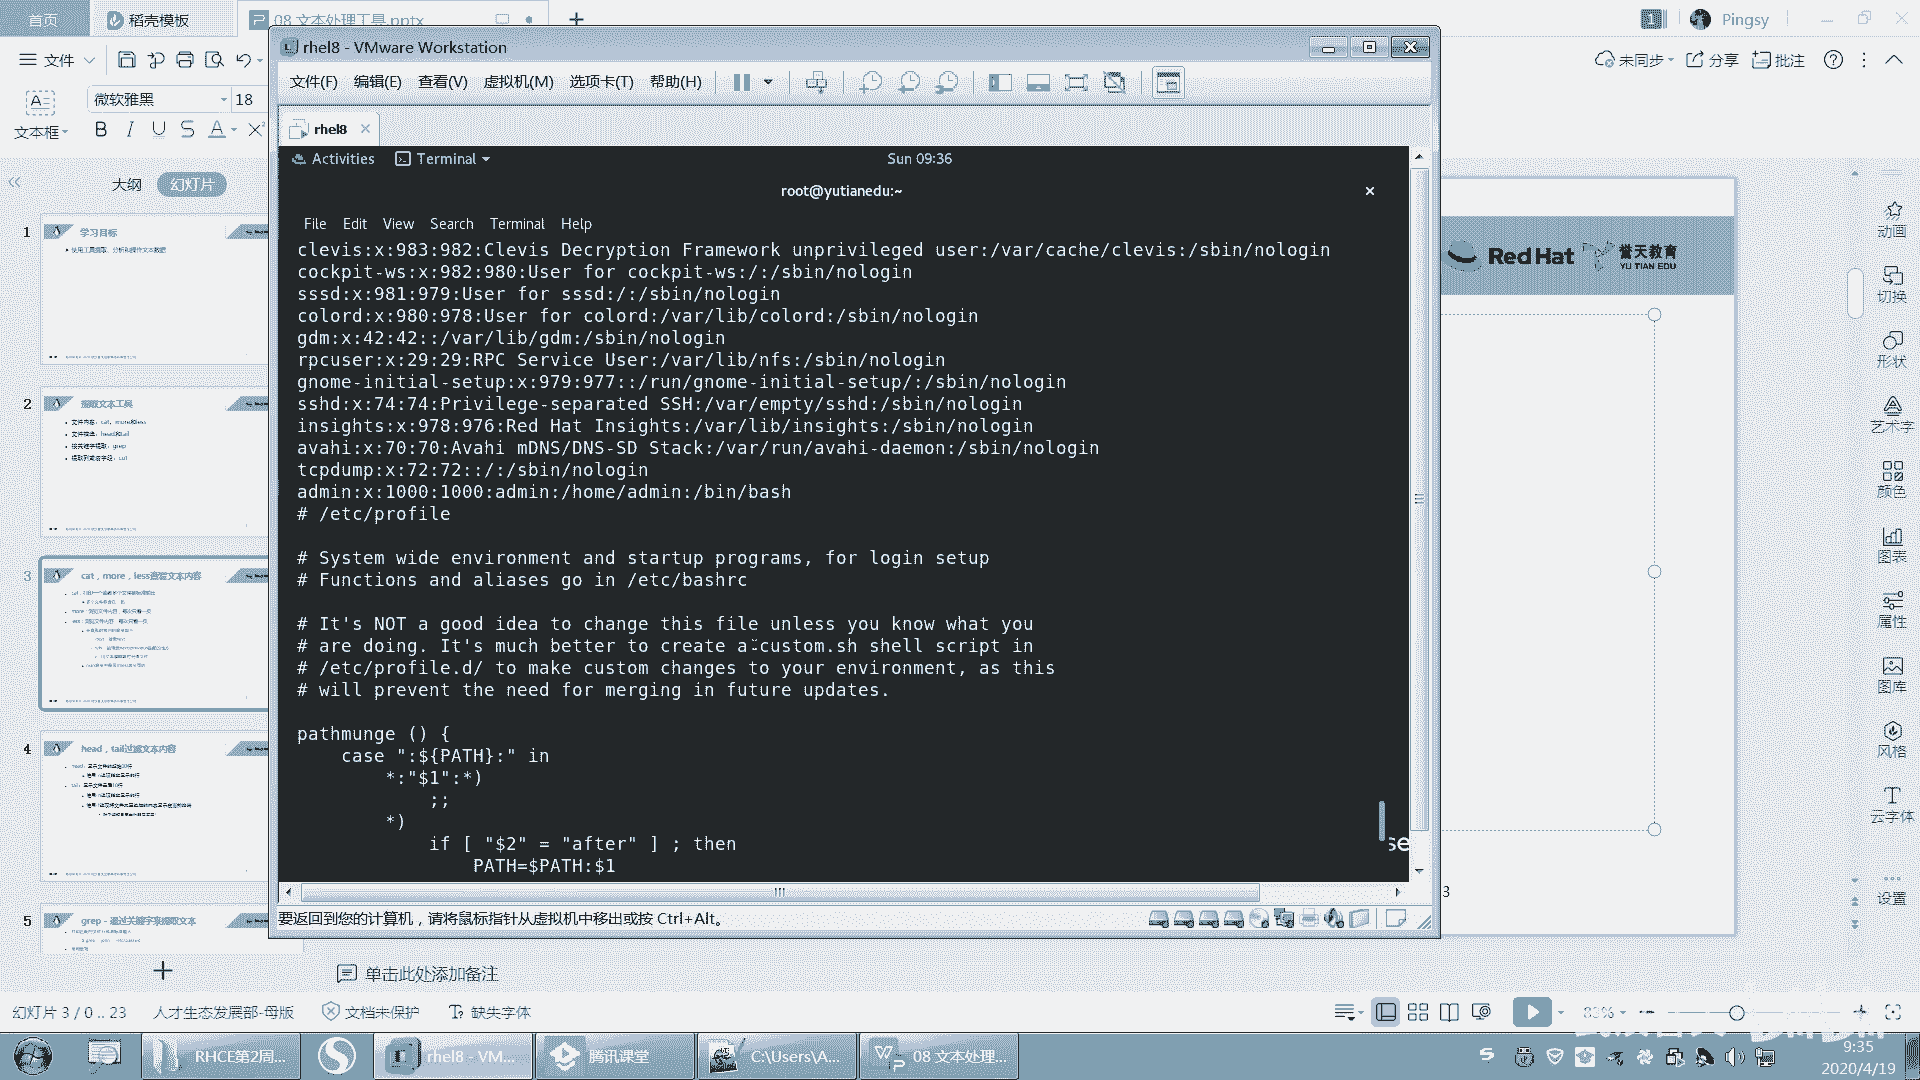 首页
稻壳模板
08 文本处理工具.pptx
Pingsy
文件
未同步
分享
批注
微软雅黑
18
文本框
B I U S A X²
大纲
幻灯片
1
学习目标
2
提取文本工具
3
cat，more，less查看文本内容
4
head，tail过滤文本内容
5
grep - 通过关键字来提取文本
rhel8 - VMware Workstation
文件(F) 编辑(E) 查看(V) 虚拟机(M) 选项卡(T) 帮助(H)
rhel8
Activities
Terminal
Sun 09:36
root@yutianedu:~
File Edit View Search Terminal Help
clevis:x:983:982:Clevis Decryption Framework unprivileged user:/var/cache/clevis:/sbin/nologin
cockpit-ws:x:982:980:User for cockpit-ws:/:/sbin/nologin
sssd:x:981:979:User for sssd:/:/sbin/nologin
colord:x:980:978:User for colord:/var/lib/colord:/sbin/nologin
gdm:x:42:42::/var/lib/gdm:/sbin/nologin
rpcuser:x:29:29:RPC Service User:/var/lib/nfs:/sbin/nologin
gnome-initial-setup:x:979:977::/run/gnome-initial-setup/:/sbin/nologin
sshd:x:74:74:Privilege-separated SSH:/var/empty/sshd:/sbin/nologin
insights:x:978:976:Red Hat Insights:/var/lib/insights:/sbin/nologin
avahi:x:70:70:Avahi mDNS/DNS-SD Stack:/var/run/avahi-daemon:/sbin/nologin
tcpdump:x:72:72::/:/sbin/nologin
admin:x:1000:1000:admin:/home/admin:/bin/bash
# /etc/profile
# System wide environment and startup programs, for login setup
# Functions and aliases go in /etc/bashrc
# It's NOT a good idea to change this file unless you know what you
# are doing. It's much better to create a custom.sh shell script in
# /etc/profile.d/ to make custom changes to your environment, as this
# will prevent the need for merging in future updates.
pathmunge () {
case ":${PATH}:" in
*:"$1":*)
;;
*)
if [ "$2" = "after" ] ; then
PATH=$PATH:$1
se
要返回到您的计算机，请将鼠标指针从虚拟机中移出或按 Ctrl+Alt。
Red Hat
誉天教育
YU TIAN EDU
3
动画
切换
形状
艺术字
颜色
图表
属性
图库
风格
云字体
设置
单击此处添加备注
幻灯片 3 / 0 .. 23
人才生态发展部-母版
文档未保护
缺失字体
83%
RHCE第2周...
rhel8 - VM...
腾讯课堂
C:\Users\A...
08 文本处理...
9:35
2020/4/19